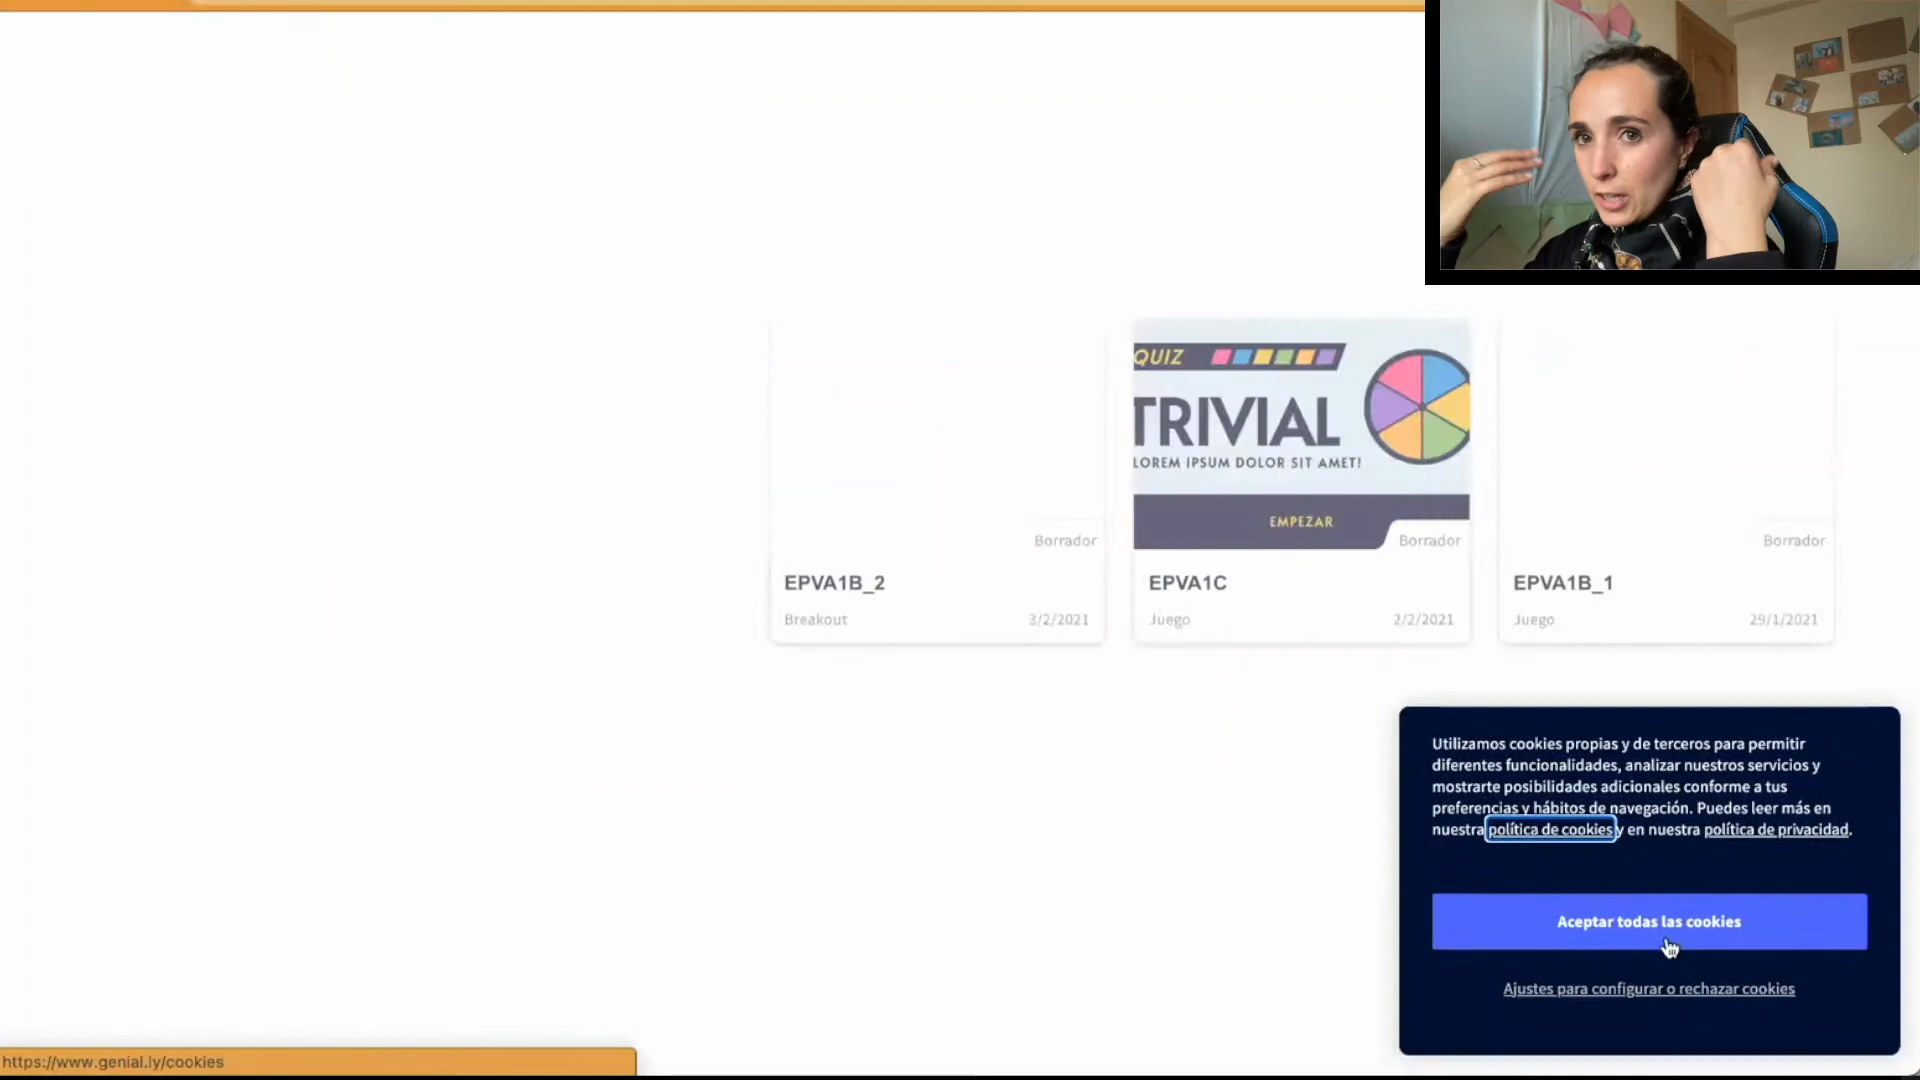 QUIZ
TRIVIAL
LOREM IPSUM DOLOR SIT AMET!
EMPEZAR
Borrador
Borrador
Borrador
EPVA1B_2
EPVA1C
EPVA1B_1
Breakout
3/2/2021
Juego
2/2/2021
Juego
29/1/2021
Utilizamos cookies propias y de terceros para permitir
diferentes funcionalidades, analizar nuestros servicios y
mostrarte posibilidades adicionales conforme a tus
preferencias y hábitos de navegación. Puedes leer más en
nuestra política de cookies y en nuestra política de privacidad.
Aceptar todas las cookies
Ajustes para configurar o rechazar cookies
https://www.genial.ly/cookies